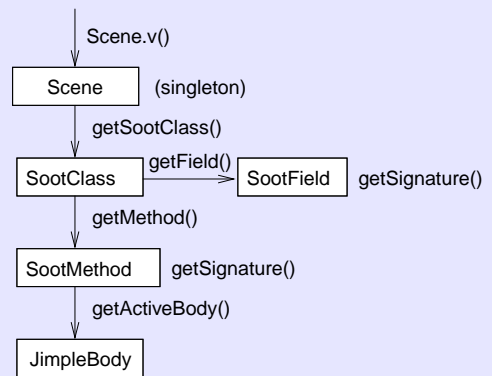 Scene.v()
Scene (singleton)
getSootClass()
getField()
SootClass SootField getSignature()
getMethod()
SootMethod getSignature()
getActiveBody()
JimpleBody